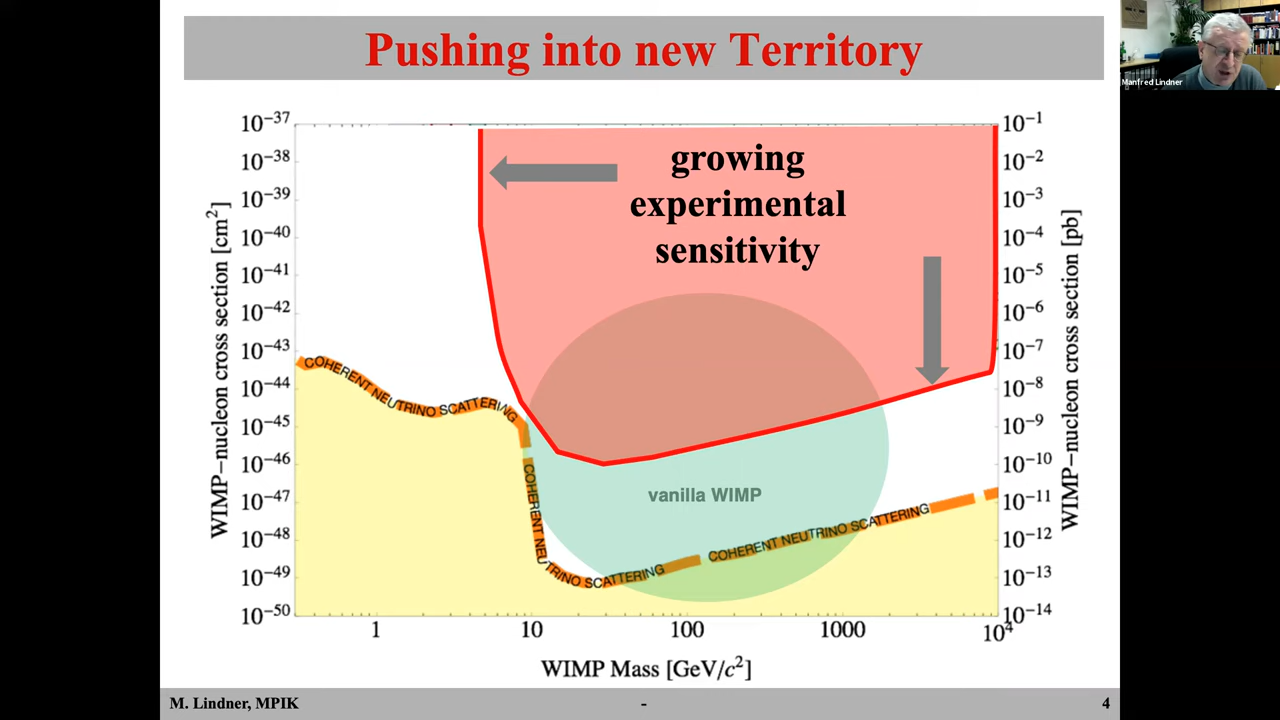 Pushing into new Territory
Manfred Lindner
growing
experimental
sensitivity
vanilla WIMP
COHERENT NEUTRINO SCATTERING
COHERENT NEUTRINO SCATTERING
COHERENT NEUTRINO SCATTERING
WIMP–nucleon cross section [cm²]
10⁻³⁷
10⁻³⁸
10⁻³⁹
10⁻⁴⁰
10⁻⁴¹
10⁻⁴²
10⁻⁴³
10⁻⁴⁴
10⁻⁴⁵
10⁻⁴⁶
10⁻⁴⁷
10⁻⁴⁸
10⁻⁴⁹
10⁻⁵⁰
10⁻¹
10⁻²
10⁻³
10⁻⁴
10⁻⁵
10⁻⁶
10⁻⁷
10⁻⁸
10⁻⁹
10⁻¹⁰
10⁻¹¹
10⁻¹²
10⁻¹³
10⁻¹⁴
WIMP–nucleon cross section [pb]
1 10 100 1000 10⁴
WIMP Mass [GeV/c²]
M. Lindner, MPIK - 4